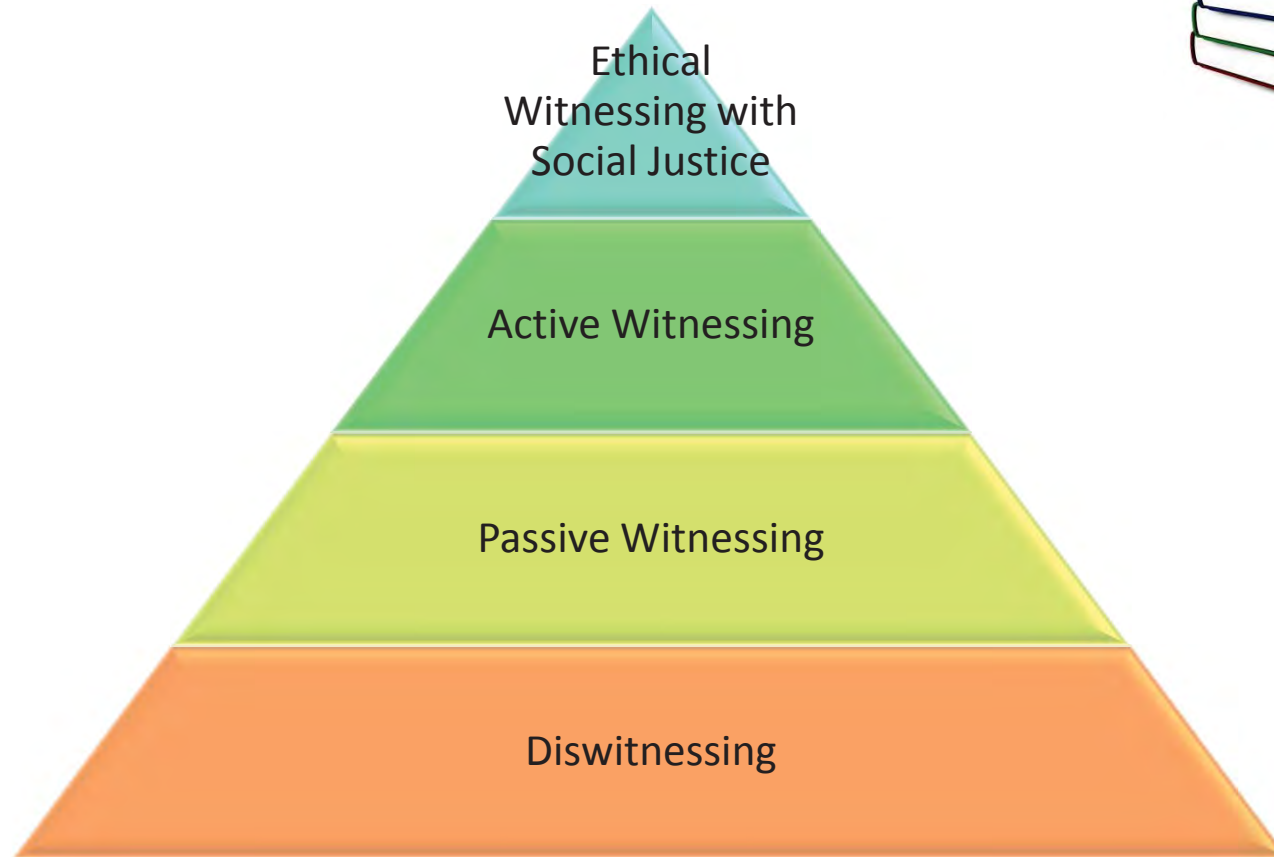 Ethical
Witnessing with
Social Justice
Active Witnessing
Passive Witnessing
Diswitnessing